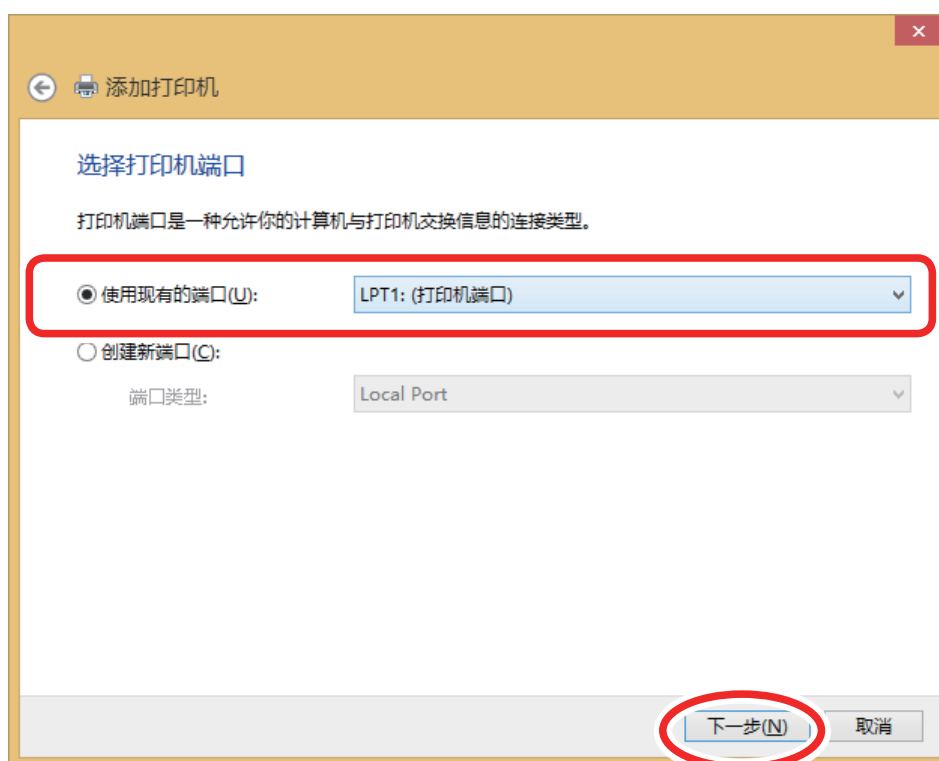 添加打印机
选择打印机端口
打印机端口是一种允许你的计算机与打印机交换信息的连接类型。
使用现有的端口(U): LPT1: (打印机端口)
创建新端口(C):
端口类型: Local Port
下一步(N) 取消